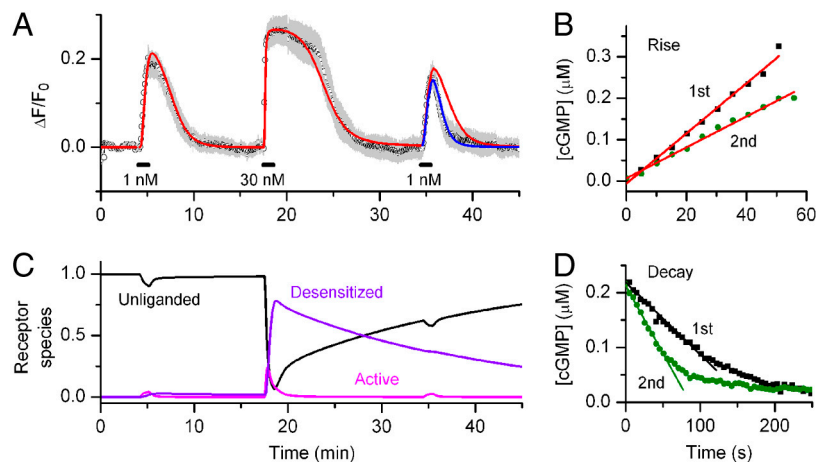 A
ΔF/F0
0.2
0.0
1 nM
30 nM
1 nM
0
10
20
30
40
B
[cGMP] (μM)
Rise
0.3
0.2
0.1
0.0
1st
2nd
0
20
40
60
C
Receptor
species
1.0
0.5
0.0
Unliganded
Desensitized
Active
0
10
20
30
40
Time (min)
D
[cGMP] (μM)
Decay
0.3
0.2
0.1
0.0
1st
2nd
0
100
200
Time (s)